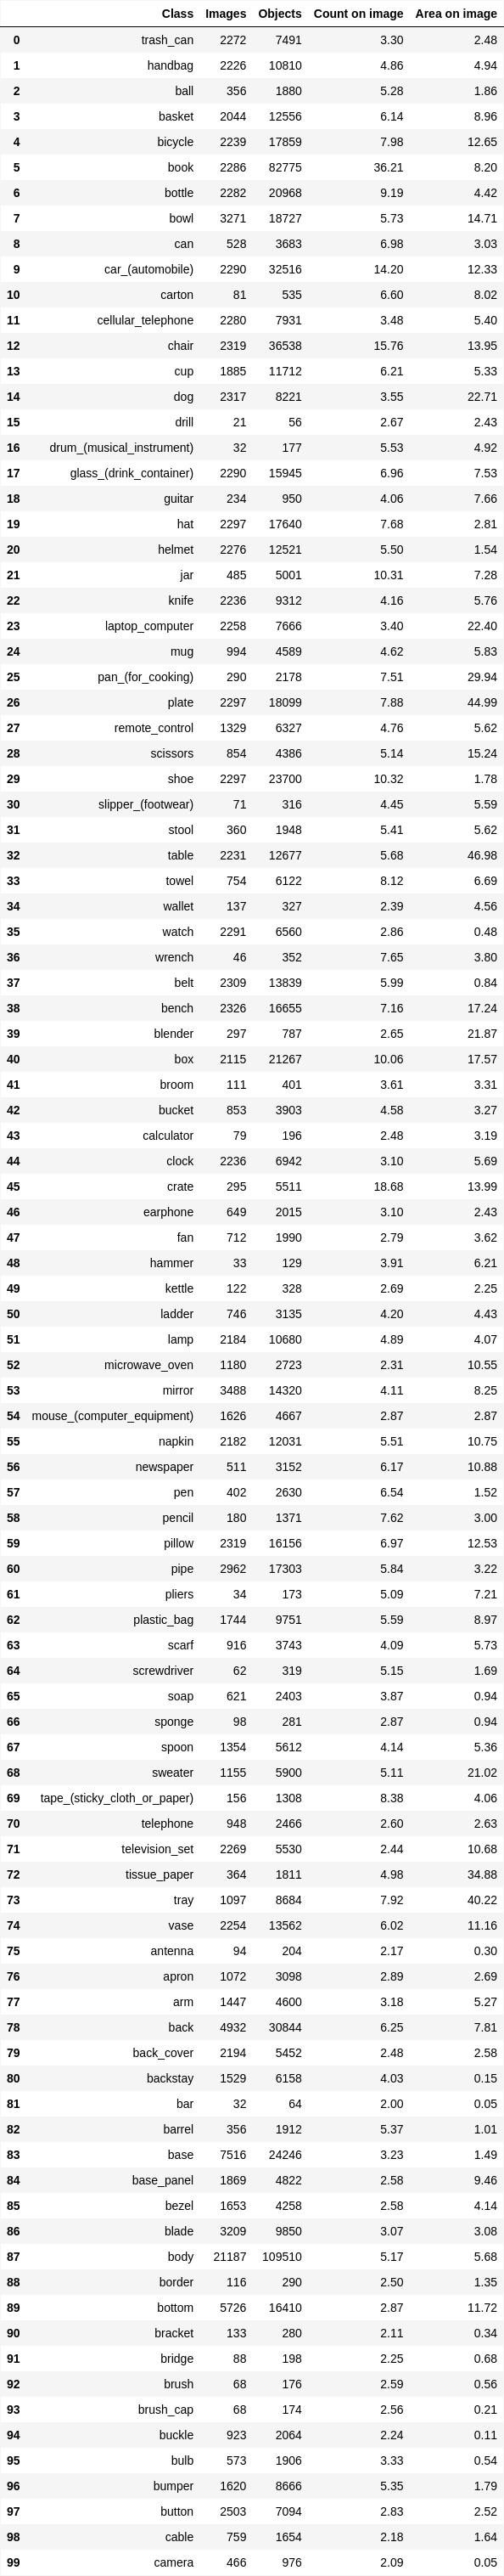 Class Images Objects Count on image Area on image
0 trash_can 2272 7491 3.30 2.48
1 handbag 2226 10810 4.86 4.94
2 ball 356 1880 5.28 1.86
3 basket 2044 12556 6.14 8.96
4 bicycle 2239 17859 7.98 12.65
5 book 2286 82775 36.21 8.20
6 bottle 2282 20968 9.19 4.42
7 bowl 3271 18727 5.73 14.71
8 can 528 3683 6.98 3.03
9 car_(automobile) 2290 32516 14.20 12.33
10 carton 81 535 6.60 8.02
11 cellular_telephone 2280 7931 3.48 5.40
12 chair 2319 36538 15.76 13.95
13 cup 1885 11712 6.21 5.33
14 dog 2317 8221 3.55 22.71
15 drill 21 56 2.67 2.43
16 drum_(musical_instrument) 32 177 5.53 4.92
17 glass_(drink_container) 2290 15945 6.96 7.53
18 guitar 234 950 4.06 7.66
19 hat 2297 17640 7.68 2.81
20 helmet 2276 12521 5.50 1.54
21 jar 485 5001 10.31 7.28
22 knife 2236 9312 4.16 5.76
23 laptop_computer 2258 7666 3.40 22.40
24 mug 994 4589 4.62 5.83
25 pan_(for_cooking) 290 2178 7.51 29.94
26 plate 2297 18099 7.88 44.99
27 remote_control 1329 6327 4.76 5.62
28 scissors 854 4386 5.14 15.24
29 shoe 2297 23700 10.32 1.78
30 slipper_(footwear) 71 316 4.45 5.59
31 stool 360 1948 5.41 5.62
32 table 2231 12677 5.68 46.98
33 towel 754 6122 8.12 6.69
34 wallet 137 327 2.39 4.56
35 watch 2291 6560 2.86 0.48
36 wrench 46 352 7.65 3.80
37 belt 2309 13839 5.99 0.84
38 bench 2326 16655 7.16 17.24
39 blender 297 787 2.65 21.87
40 box 2115 21267 10.06 17.57
41 broom 111 401 3.61 3.31
42 bucket 853 3903 4.58 3.27
43 calculator 79 196 2.48 3.19
44 clock 2236 6942 3.10 5.69
45 crate 295 5511 18.68 13.99
46 earphone 649 2015 3.10 2.43
47 fan 712 1990 2.79 3.62
48 hammer 33 129 3.91 6.21
49 kettle 122 328 2.69 2.25
50 ladder 746 3135 4.20 4.43
51 lamp 2184 10680 4.89 4.07
52 microwave_oven 1180 2723 2.31 10.55
53 mirror 3488 14320 4.11 8.25
54 mouse_(computer_equipment) 1626 4667 2.87 2.87
55 napkin 2182 12031 5.51 10.75
56 newspaper 511 3152 6.17 10.88
57 pen 402 2630 6.54 1.52
58 pencil 180 1371 7.62 3.00
59 pillow 2319 16156 6.97 12.53
60 pipe 2962 17303 5.84 3.22
61 pliers 34 173 5.09 7.21
62 plastic_bag 1744 9751 5.59 8.97
63 scarf 916 3743 4.09 5.73
64 screwdriver 62 319 5.15 1.69
65 soap 621 2403 3.87 0.94
66 sponge 98 281 2.87 0.94
67 spoon 1354 5612 4.14 5.36
68 sweater 1155 5900 5.11 21.02
69 tape_(sticky_cloth_or_paper) 156 1308 8.38 4.06
70 telephone 948 2466 2.60 2.63
71 television_set 2269 5530 2.44 10.68
72 tissue_paper 364 1811 4.98 34.88
73 tray 1097 8684 7.92 40.22
74 vase 2254 13562 6.02 11.16
75 antenna 94 204 2.17 0.30
76 apron 1072 3098 2.89 2.69
77 arm 1447 4600 3.18 5.27
78 back 4932 30844 6.25 7.81
79 back_cover 2194 5452 2.48 2.58
80 backstay 1529 6158 4.03 0.15
81 bar 32 64 2.00 0.05
82 barrel 356 1912 5.37 1.01
83 base 7516 24246 3.23 1.49
84 base_panel 1869 4822 2.58 9.46
85 bezel 1653 4258 2.58 4.14
86 blade 3209 9850 3.07 3.08
87 body 21187 109510 5.17 5.68
88 border 116 290 2.50 1.35
89 bottom 5726 16410 2.87 11.72
90 bracket 133 280 2.11 0.34
91 bridge 88 198 2.25 0.68
92 brush 68 176 2.59 0.56
93 brush_cap 68 174 2.56 0.21
94 buckle 923 2064 2.24 0.11
95 bulb 573 1906 3.33 0.54
96 bumper 1620 8666 5.35 1.79
97 button 2503 7094 2.83 2.52
98 cable 759 1654 2.18 1.64
99 camera 466 976 2.09 0.05